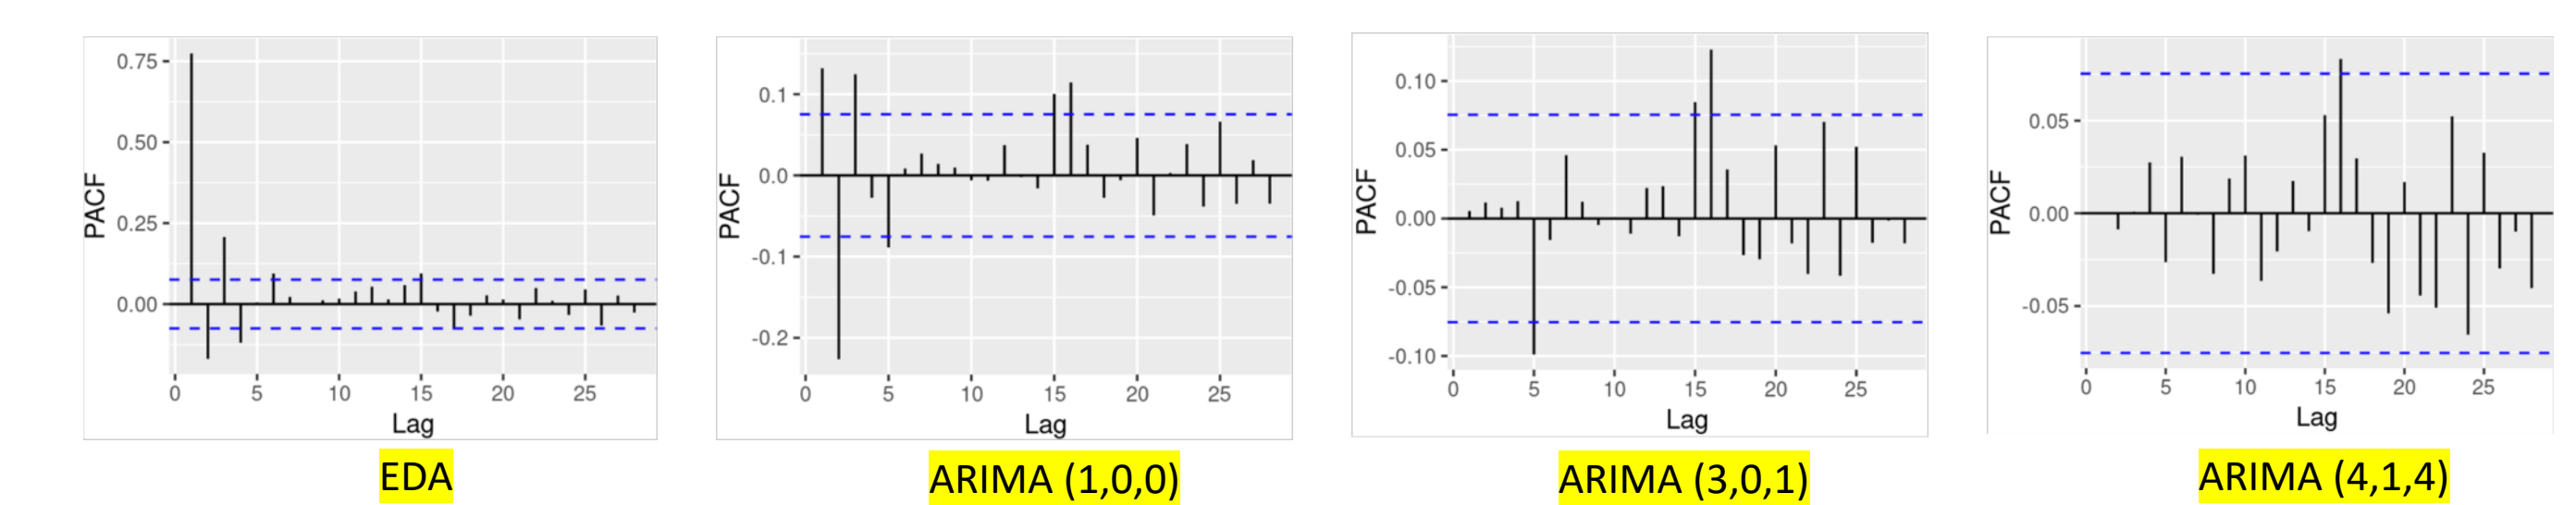 0.75
0.50
0.25
0.00
PACF
0 5 10 15 20 25
Lag
EDA
0.1
0.0
-0.1
-0.2
PACF
0 5 10 15 20 25
Lag
ARIMA (1,0,0)
0.10
0.05
0.00
-0.05
-0.10
PACF
0 5 10 15 20 25
Lag
ARIMA (3,0,1)
0.05
0.00
-0.05
PACF
0 5 10 15 20 25
Lag
ARIMA (4,1,4)